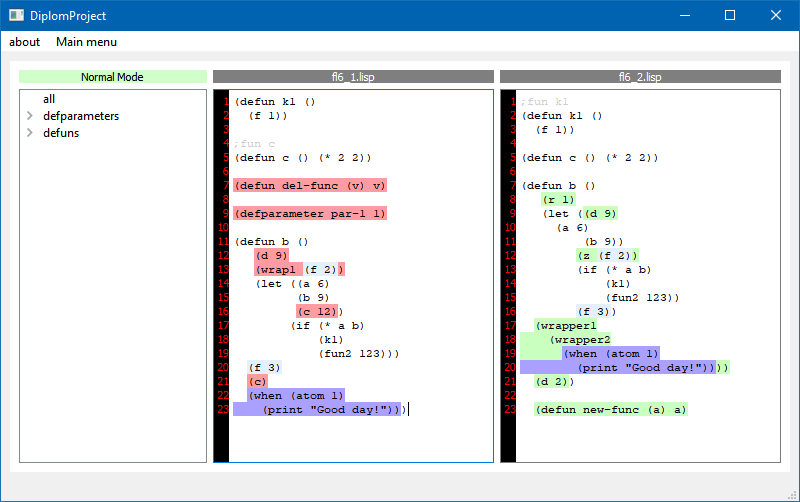 DiplomProject
about Main menu
Normal Mode
all
defparameters
defuns
fl6_1.lisp
1 (defun k1 ()
2 (f 1))
3
4 ;fun c
5 (defun c () (* 2 2))
6
7 (defun del-func (v) v)
8
9 (defparameter par-1 1)
10
11 (defun b ()
12 (d 9)
13 (wrap1 (f 2))
14 (let ((a 6)
15 (b 9)
16 (c 12))
17 (if (* a b)
18 (k1)
19 (fun2 123)))
20 (f 3)
21 (c)
22 (when (atom 1)
23 (print "Good day!")))
fl6_2.lisp
1 ;fun k1
2 (defun k1 ()
3 (f 1))
4
5 (defun c () (* 2 2))
6
7 (defun b ()
8 (r 1)
9 (let ((d 9)
10 (a 6)
11 (b 9))
12 (z (f 2))
13 (if (* a b)
14 (k1)
15 (fun2 123))
16 (f 3))
17 (wrapper1
18 (wrapper2
19 (when (atom 1)
20 (print "Good day!"))))
21 (d 2))
22
23 (defun new-func (a) a)